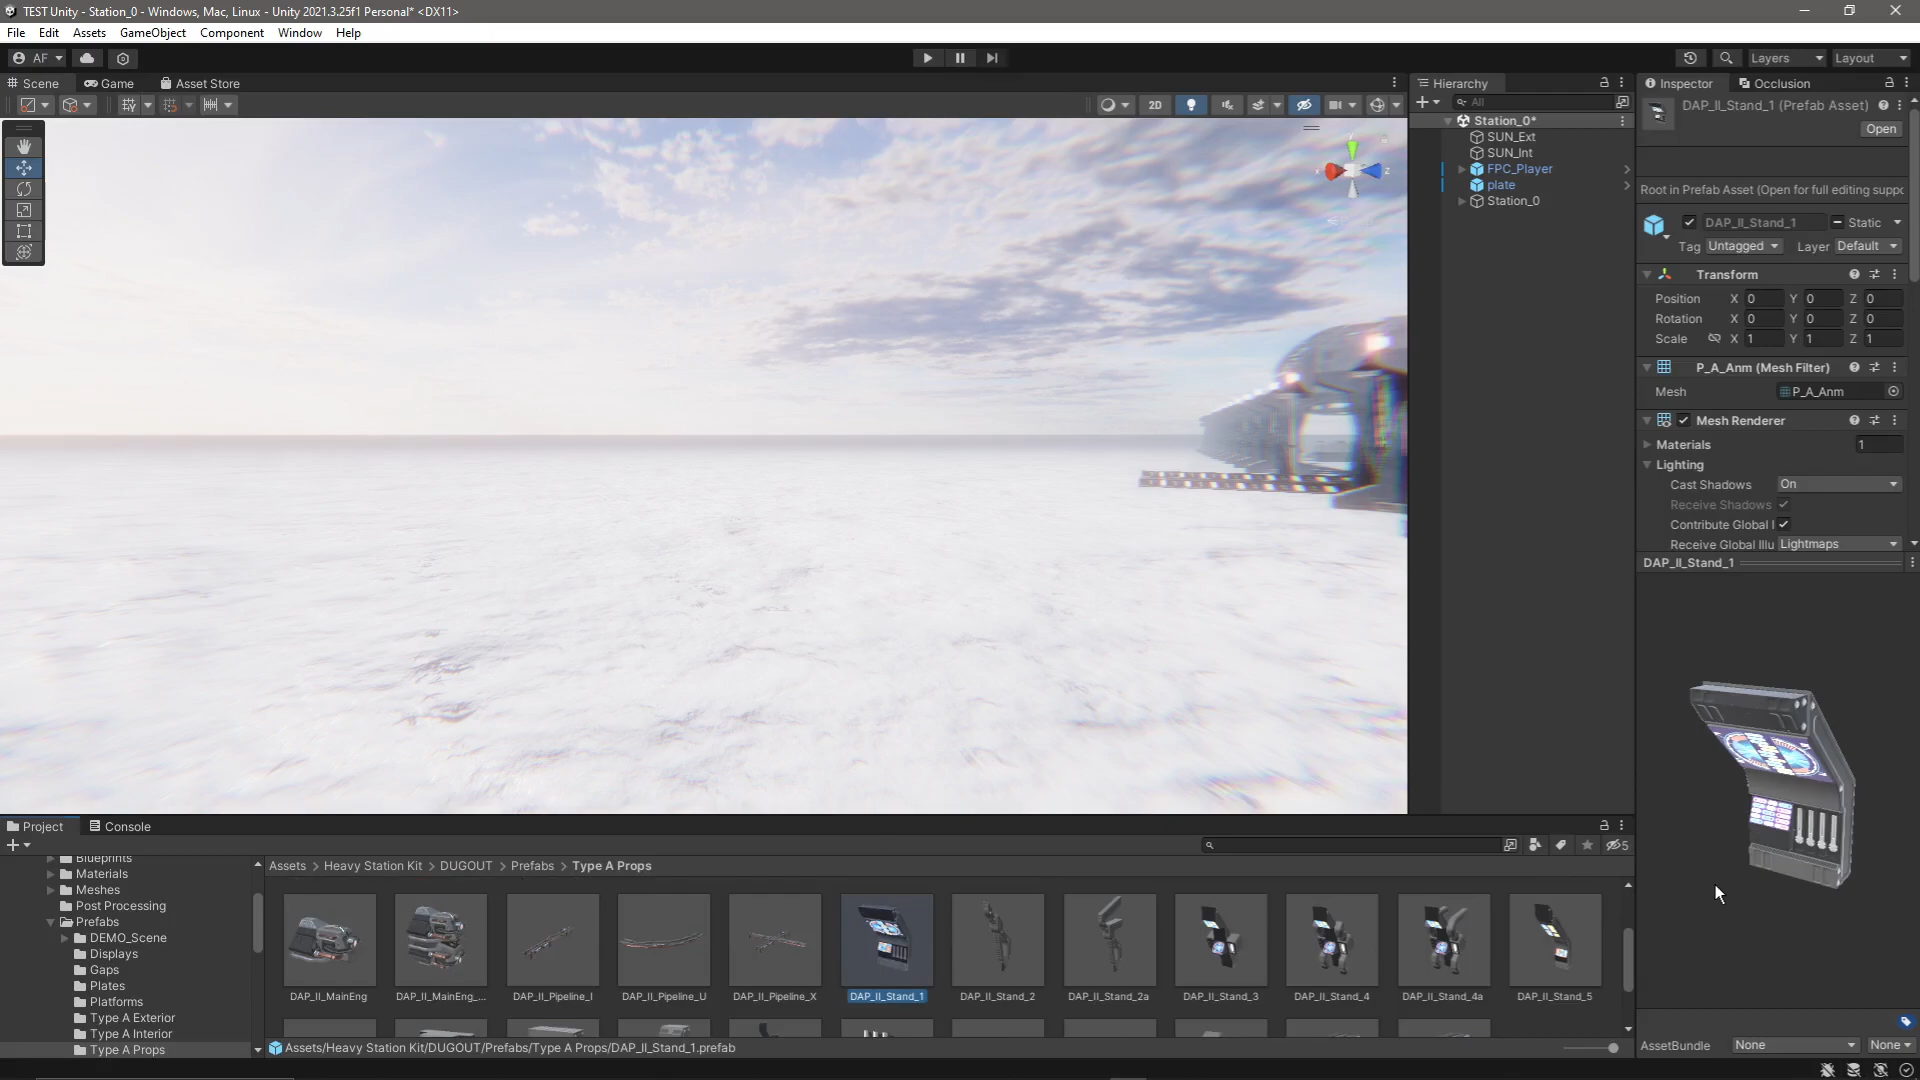 TEST Unity - Station_0 - Windows, Mac, Linux - Unity 2021.3.25f1 Personal* <DX11>
File Edit Assets GameObject Component Window Help
AF
Layers
Layout
Scene
Game
Asset Store
2D
Hierarchy
All
Station_0*
SUN_Ext
SUN_Int
FPC_Player
plate
Station_0
Inspector
Occlusion
DAP_II_Stand_1 (Prefab Asset)
Open
Root in Prefab Asset (Open for full editing suppc
DAP_II_Stand_1
Static
Tag Untagged Layer Default
Transform
Position X 0 Y 0 Z 0
Rotation X 0 Y 0 Z 0
Scale X 1 Y 1 Z 1
P_A_Anm (Mesh Filter)
Mesh P_A_Anm
Mesh Renderer
Materials 1
Lighting
Cast Shadows On
Receive Shadows
Contribute Global I
Receive Global Illu Lightmaps
DAP_II_Stand_1
AssetBundle None None
Project
Console
5
Blueprints
Materials
Meshes
Post Processing
Prefabs
DEMO_Scene
Displays
Gaps
Plates
Platforms
Type A Exterior
Type A Interior
Type A Props
Assets > Heavy Station Kit > DUGOUT > Prefabs > Type A Props
DAP_II_MainEng
DAP_II_MainEng_...
DAP_II_Pipeline_I
DAP_II_Pipeline_U
DAP_II_Pipeline_X
DAP_II_Stand_1
DAP_II_Stand_2
DAP_II_Stand_2a
DAP_II_Stand_3
DAP_II_Stand_4
DAP_II_Stand_4a
DAP_II_Stand_5
Assets/Heavy Station Kit/DUGOUT/Prefabs/Type A Props/DAP_II_Stand_1.prefab